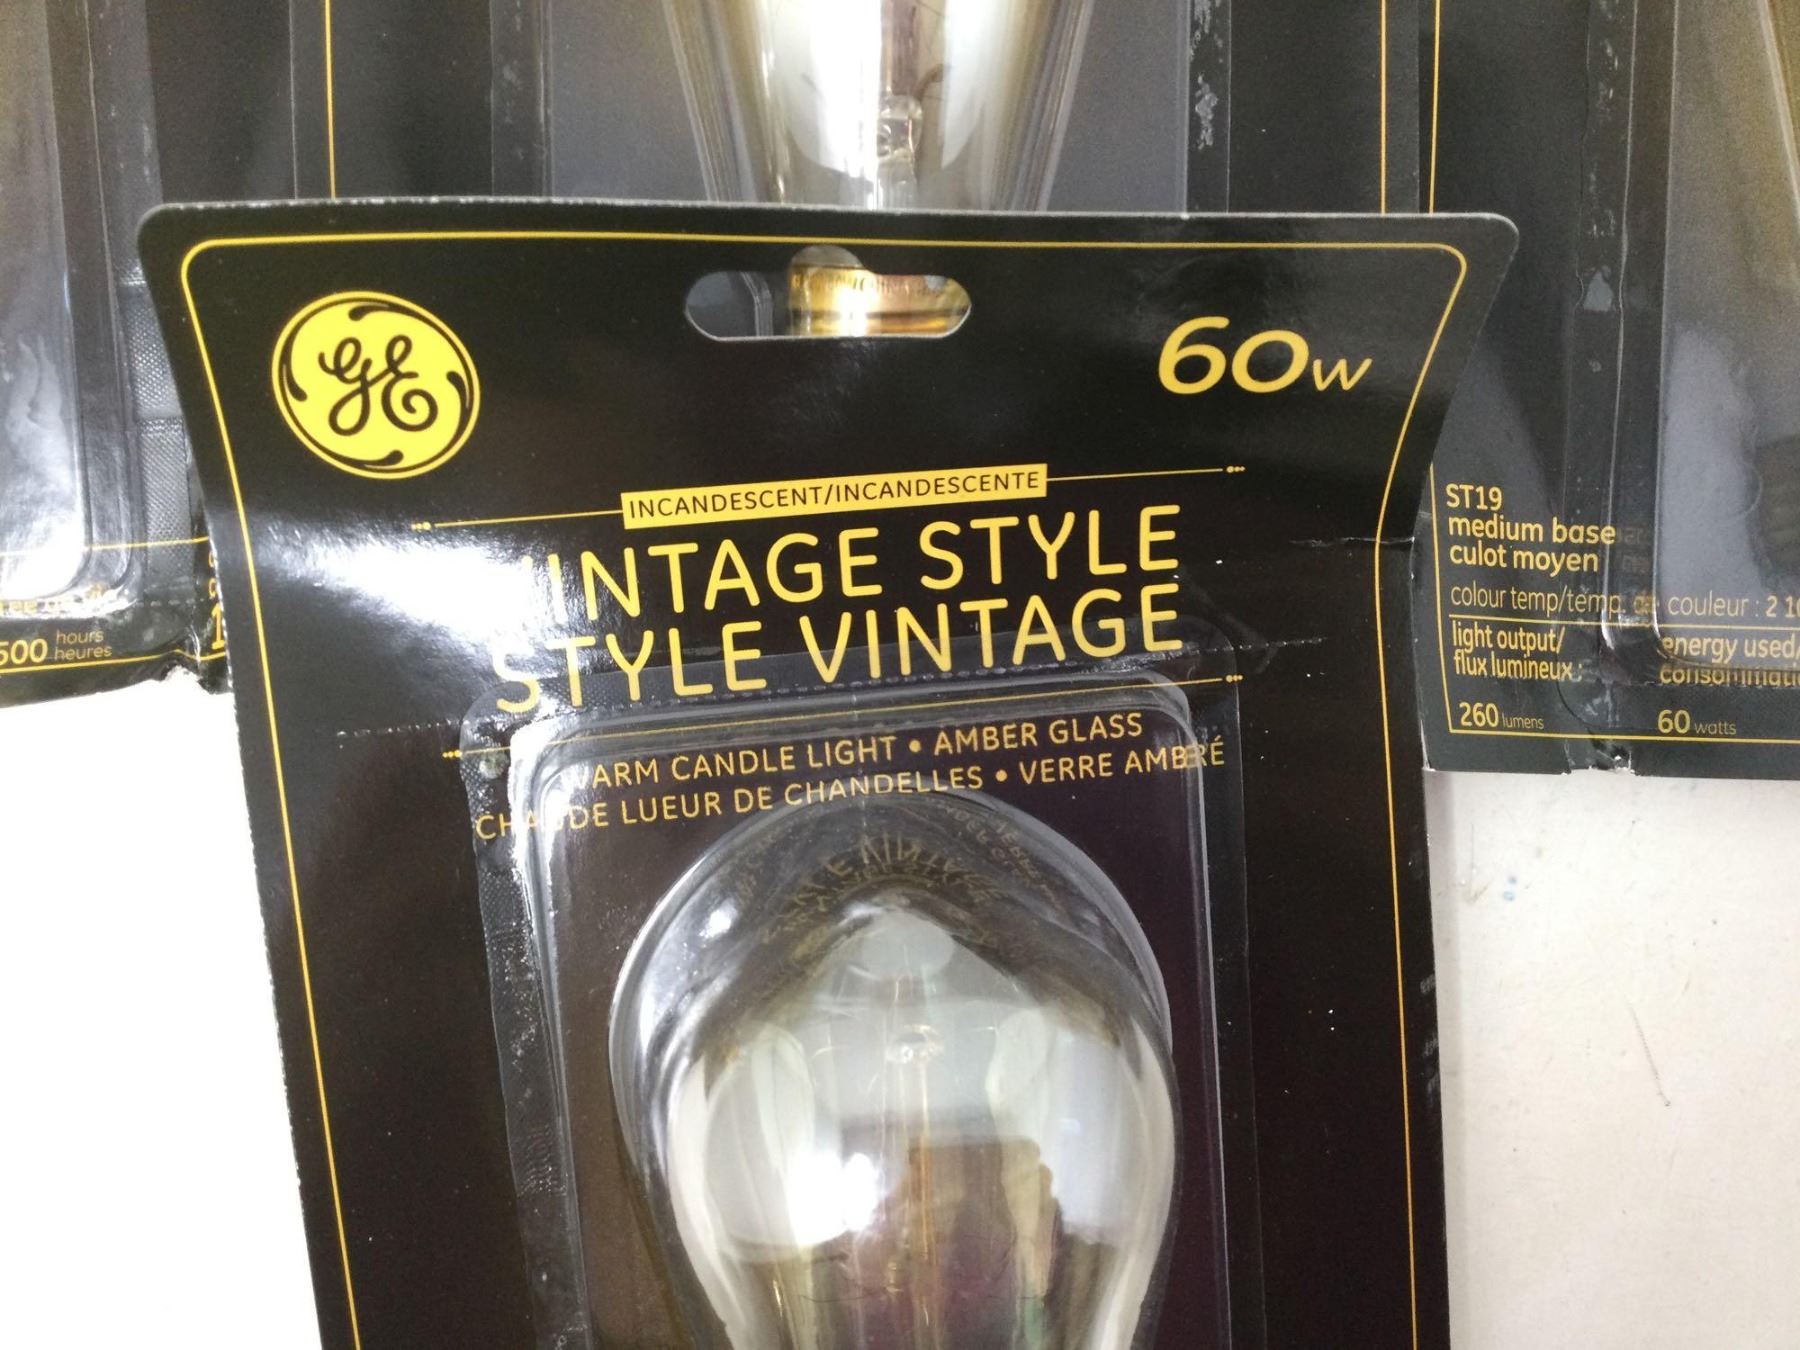 GE
60w
INCANDESCENT/INCANDESCENTE
VINTAGE STYLE
STYLE VINTAGE
WARM CANDLE LIGHT • AMBER GLASS
CHAUDE LUEUR DE CHANDELLES • VERRE AMBRÉ
500 hours
heures
ST19
medium base
culot moyen
colour temp/temp. de couleur : 2 10
light output/
flux lumineux :
260 lumens
energy used/
60 watts